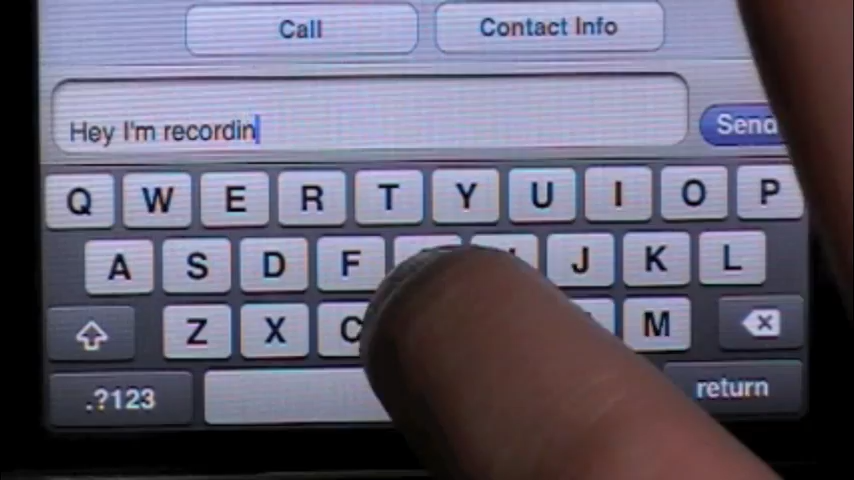 Call Contact Info
Hey I'm recordin
Send
Q W E R T Y U I O P
A S D F J K L
Z X C M
.?123 return